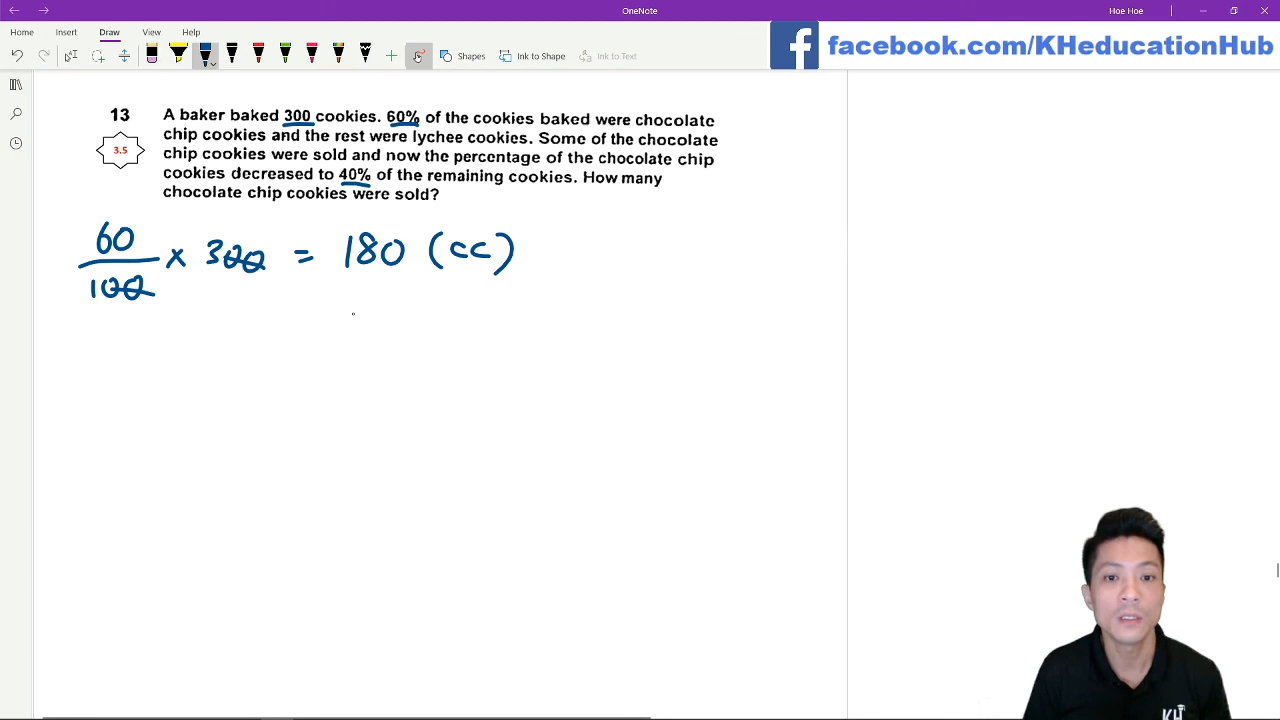 OneNote
Hoe Hoe
Home Insert Draw View Help
Shapes Ink to Shape Ink to Text
facebook.com/KHeducationHub
13 A baker baked 300 cookies. 60% of the cookies baked were chocolate
chip cookies and the rest were lychee cookies. Some of the chocolate
3.5
chip cookies were sold and now the percentage of the chocolate chip
cookies decreased to 40% of the remaining cookies. How many
chocolate chip cookies were sold?
60/100 × 300 = 180 (cc)
KH